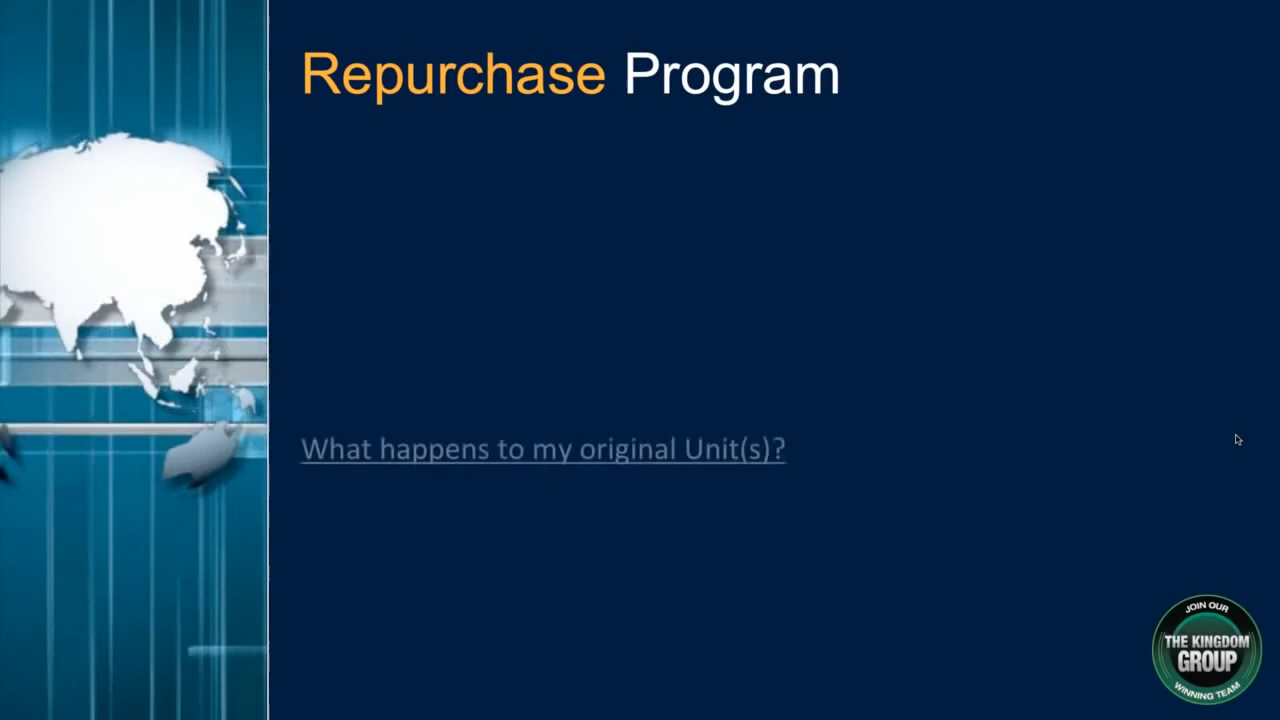 Repurchase Program
What happens to my original Unit(s)?
JOIN OUR
THE KINGDOM
GROUP
WINNING TEAM